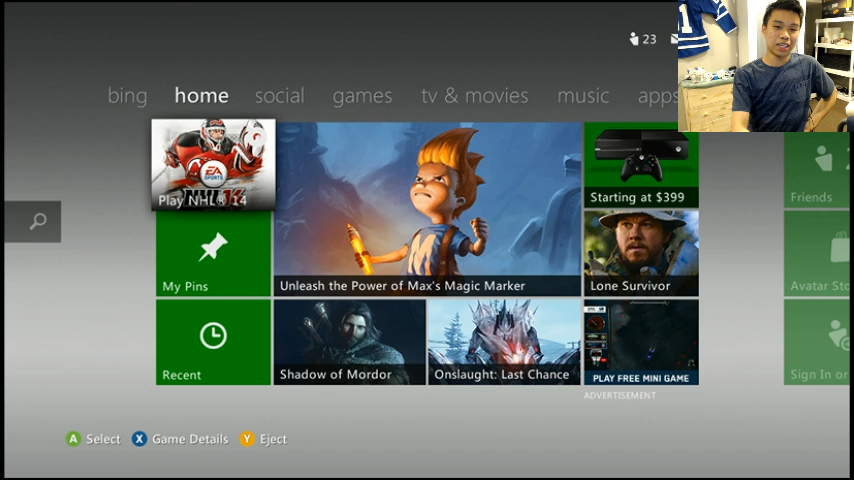 23
bing home social games tv & movies music apps
EA
SPORTS
Play NHL® 14
Starting at $399
Friends
My Pins
Unleash the Power of Max's Magic Marker
Lone Survivor
Recent
Shadow of Mordor
Onslaught: Last Chance
PLAY FREE MINI GAME
Sign In or
ADVERTISEMENT
A Select X Game Details Y Eject